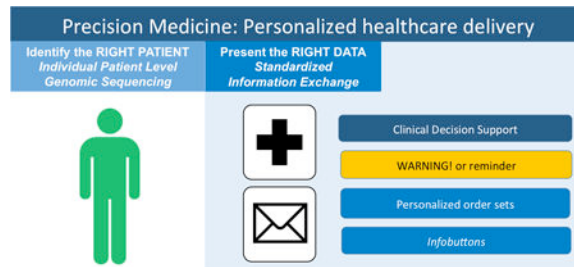 Precision Medicine: Personalized healthcare delivery
Identify the RIGHT PATIENT
Individual Patient Level
Genomic Sequencing
Present the RIGHT DATA
Standardized
Information Exchange
Clinical Decision Support
WARNING! or reminder
Personalized order sets
Infobuttons